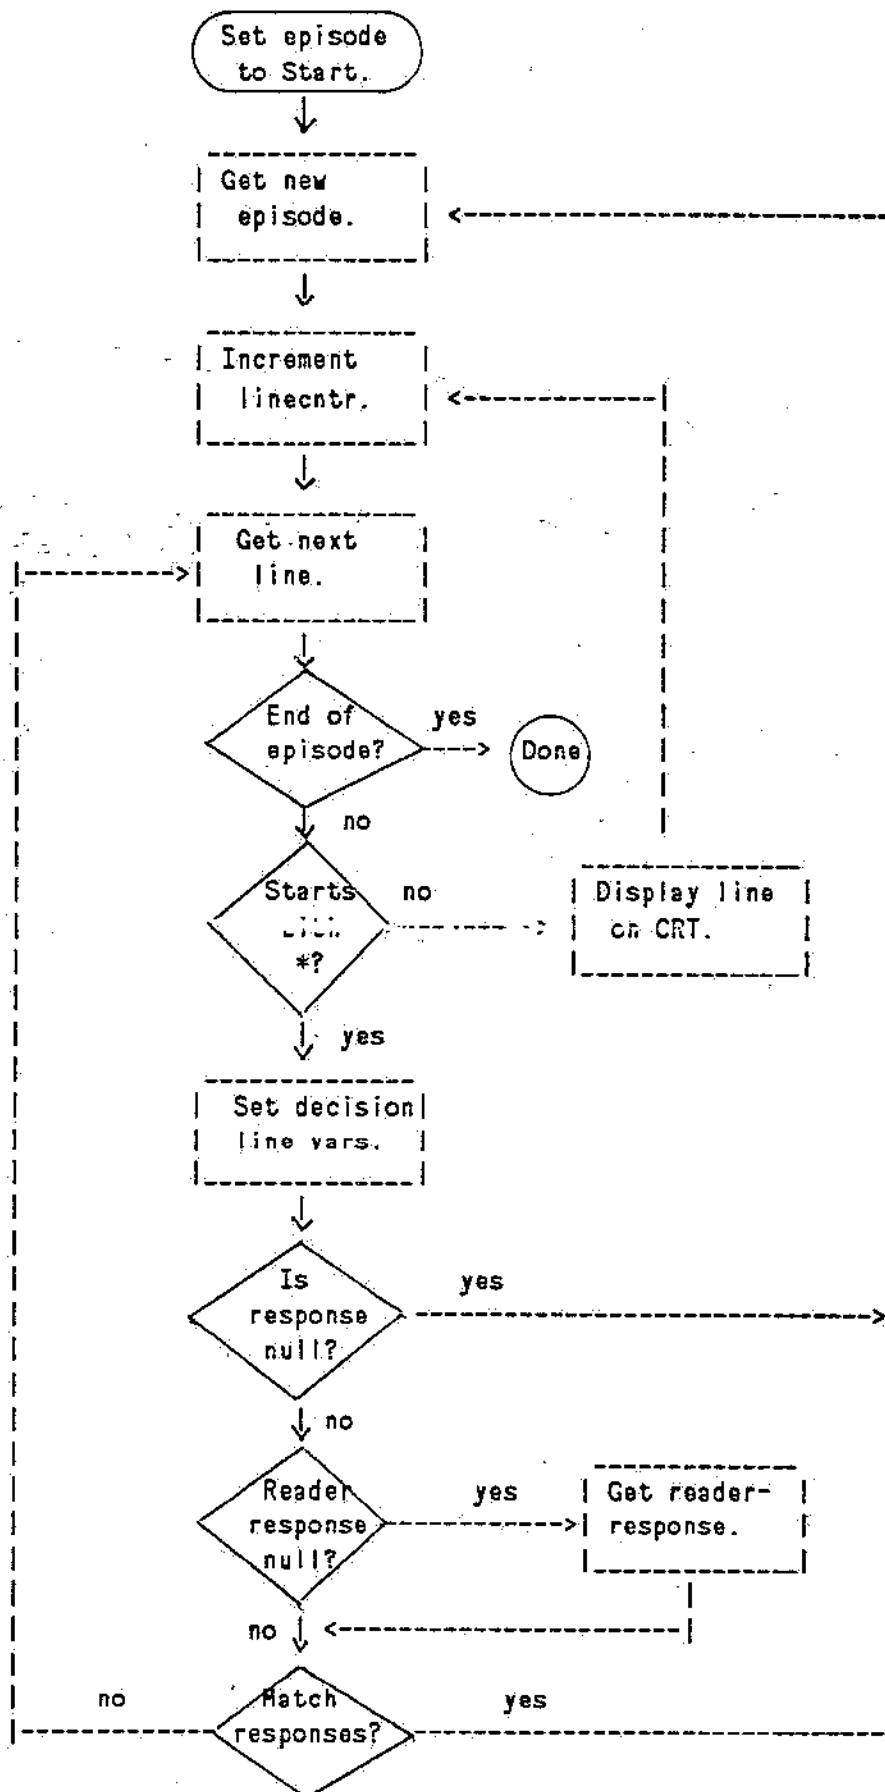 Set episode
to Start.
Get new
episode.
Increment
linecntr.
Get next
line.
End of
episode?
yes
Done
no
Starts
*?
no
Display line
on CRT.
yes
Set decision
line vars.
Is
response
null?
yes
no
Reader
response
null?
yes
Get reader-
response.
no
Match
responses?
no
yes